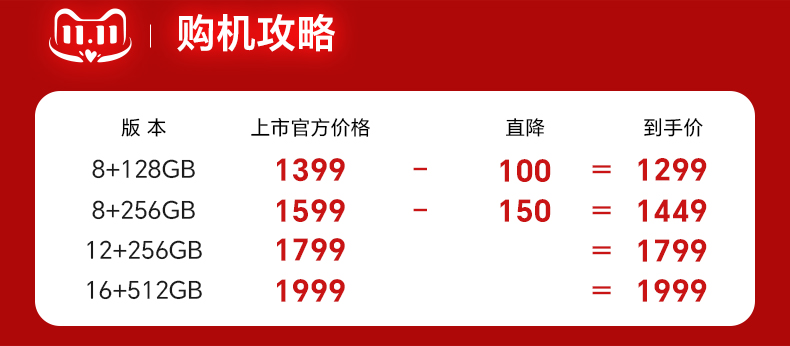 11.11 | 购机攻略
版本 上市官方价格 直降 到手价
8+128GB 1399 - 100 = 1299
8+256GB 1599 - 150 = 1449
12+256GB 1799 = 1799
16+512GB 1999 = 1999